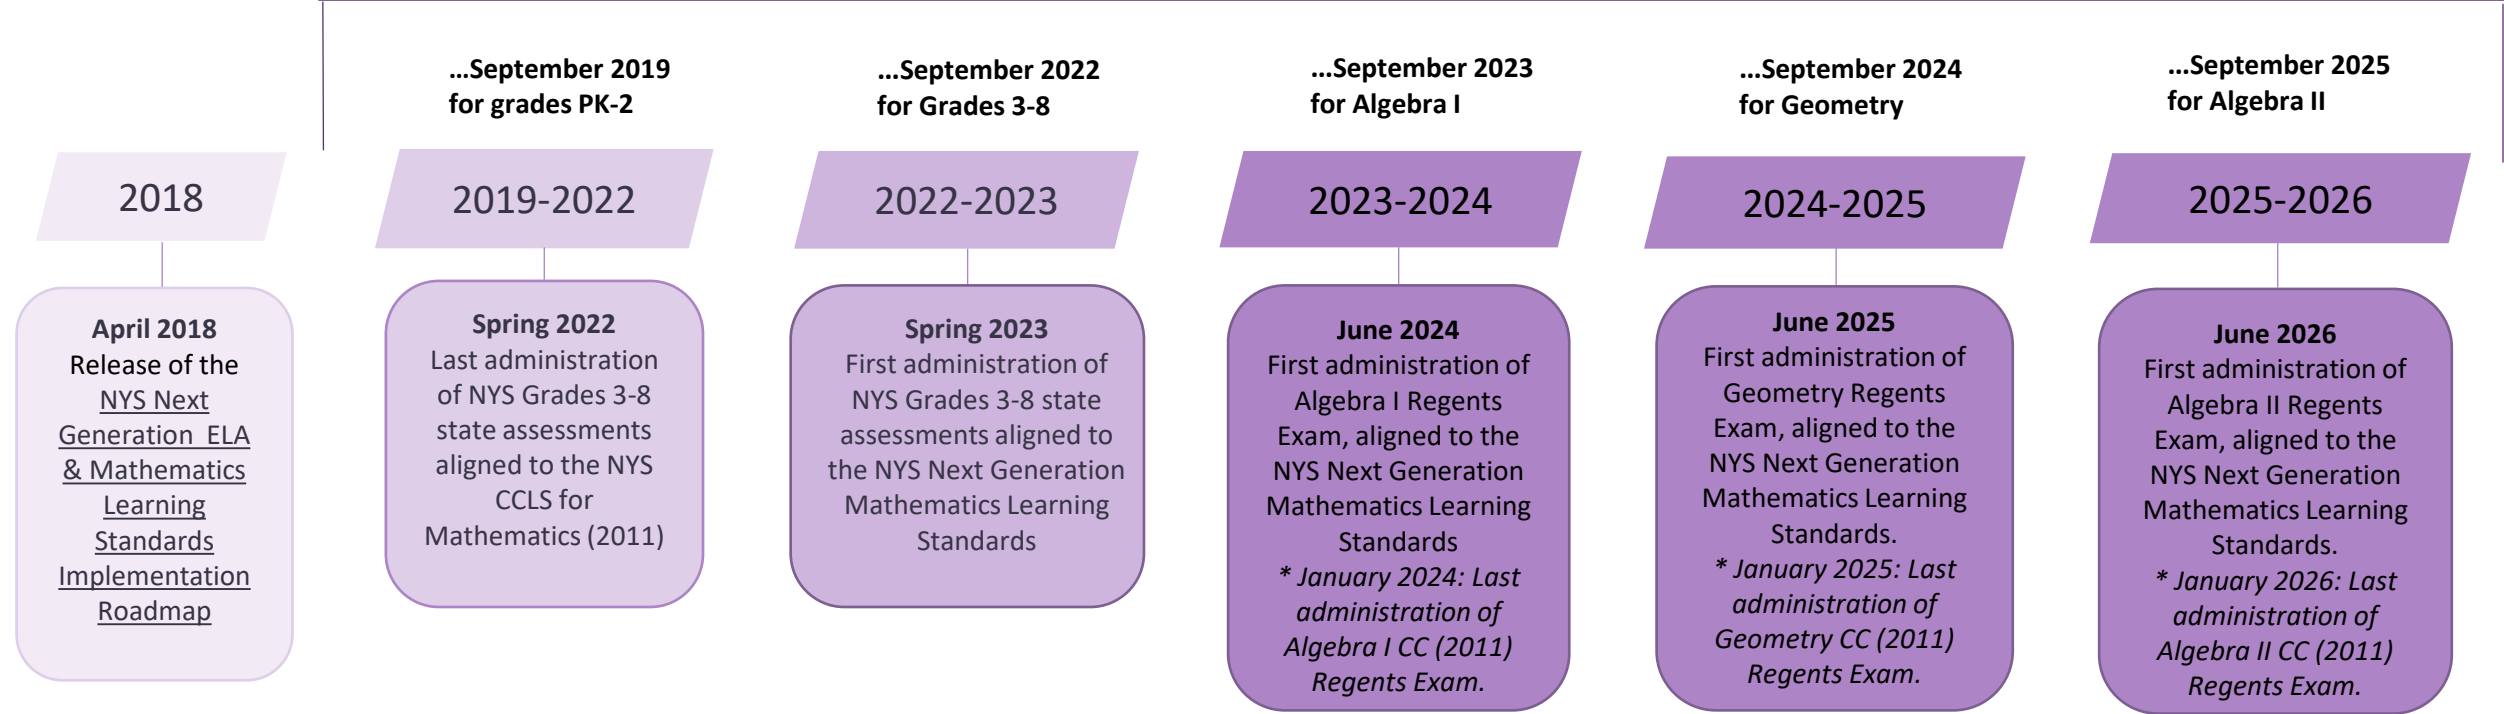 …September 2019
for grades PK-2
…September 2022
for Grades 3-8
…September 2023
for Algebra I
…September 2024
for Geometry
…September 2025
for Algebra II
2018
2019-2022
2022-2023
2023-2024
2024-2025
2025-2026
April 2018
Release of the
NYS Next
Generation  ELA
& Mathematics
Learning
Standards
Implementation
Roadmap
Spring 2022
Last administration
of NYS Grades 3-8
state assessments
aligned to the NYS
CCLS for
Mathematics (2011)
Spring 2023
First administration of
NYS Grades 3-8 state
assessments aligned to
the NYS Next Generation
Mathematics Learning
Standards
June 2024
First administration of
Algebra I Regents
Exam, aligned to the
NYS Next Generation
Mathematics Learning
Standards
* January 2024: Last
administration of
Algebra I CC (2011)
Regents Exam.
June 2025
First administration of
Geometry Regents
Exam, aligned to the
NYS Next Generation
Mathematics Learning
Standards.
* January 2025: Last
administration of
Geometry CC (2011)
Regents Exam.
June 2026
First administration of
Algebra II Regents
Exam, aligned to the
NYS Next Generation
Mathematics Learning
Standards.
* January 2026: Last
administration of
Algebra II CC (2011)
Regents Exam.